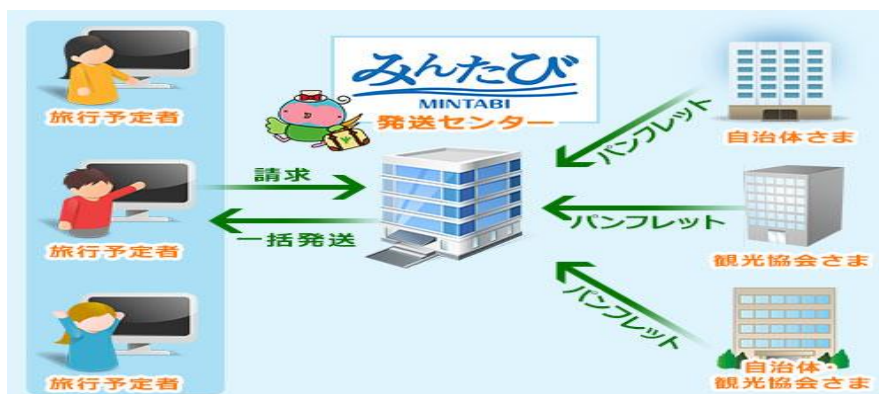 旅行予定者
旅行予定者
旅行予定者
請求
一括発送
みんたび
MINTABI
発送センター
パンフレット
パンフレット
パンフレット
自治体さま
観光協会さま
自治体・
観光協会さま